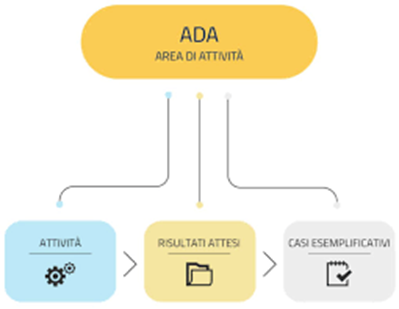 ADA
AREA DI ATTIVITÀ
ATTIVITÀ
RISULTATI ATTESI
CASI ESEMPLIFICATIVI